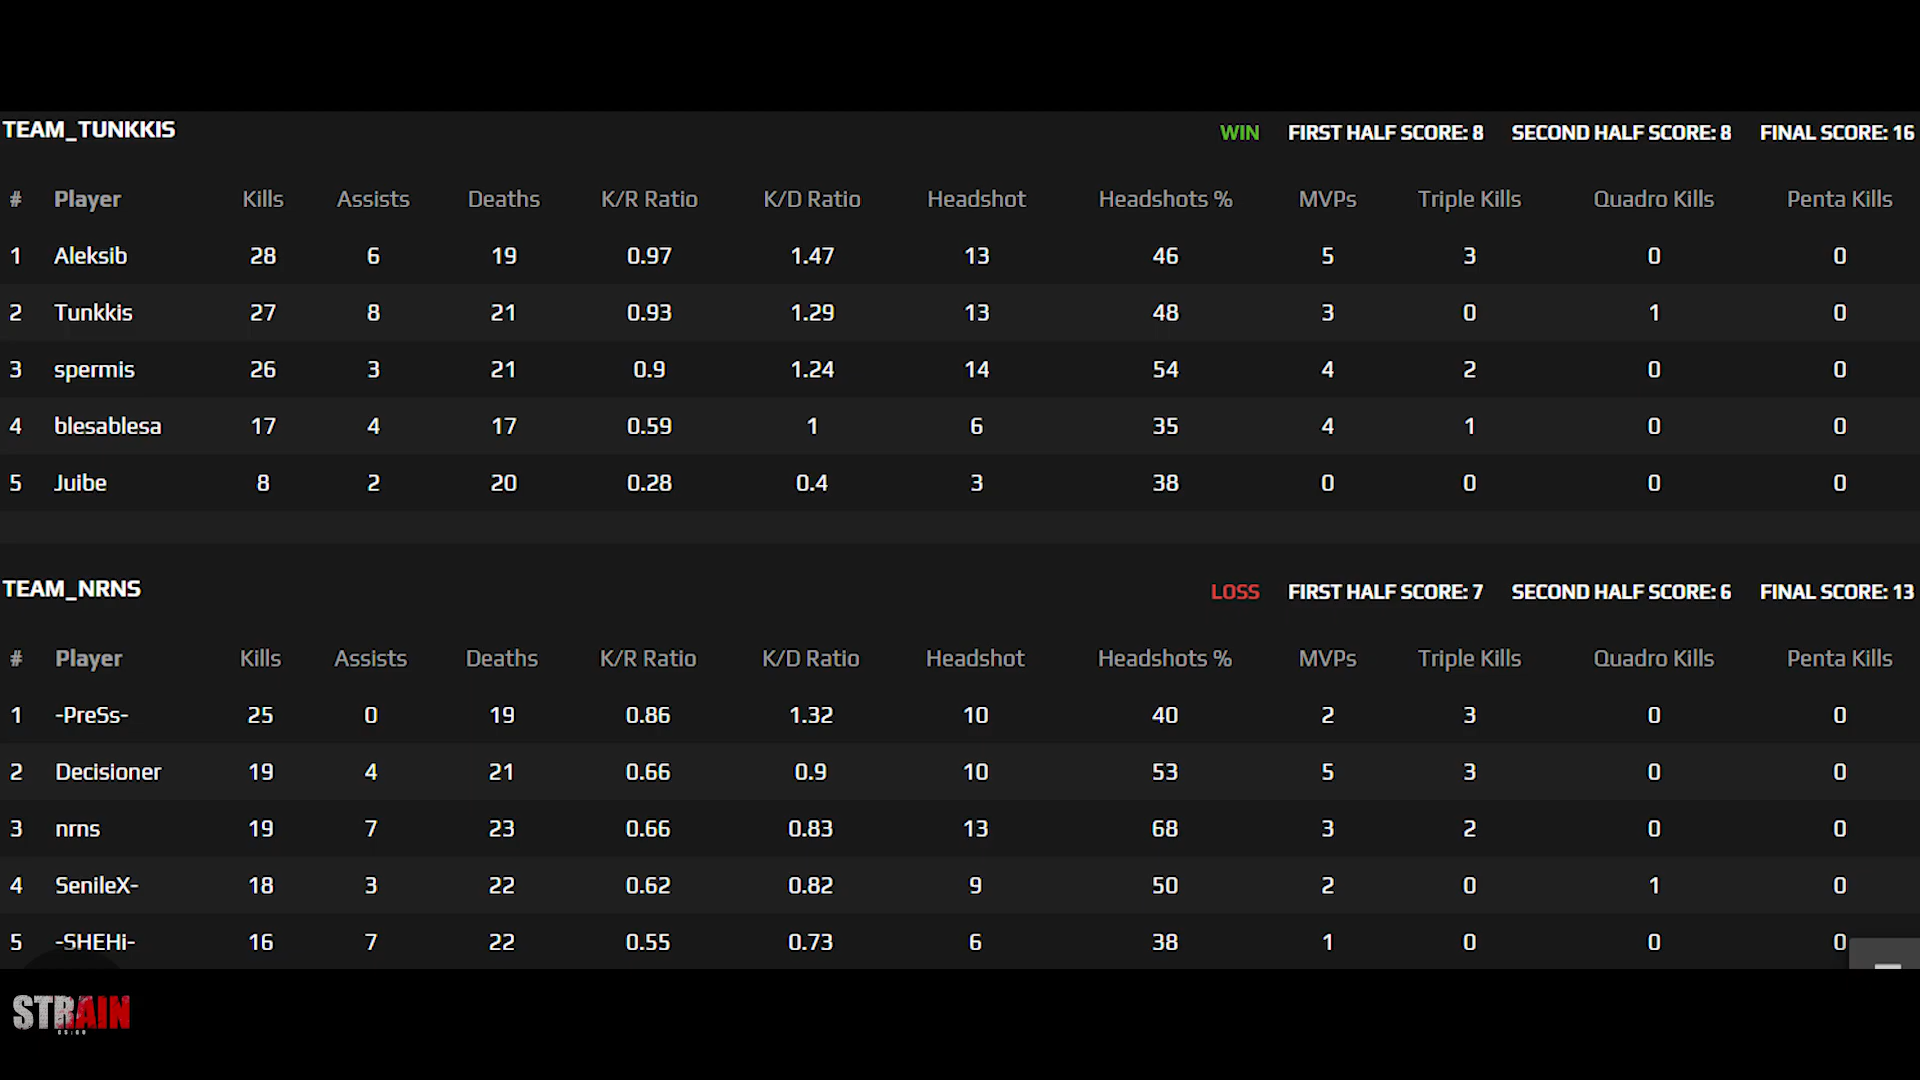 TEAM_TUNKKIS WIN FIRST HALF SCORE: 8 SECOND HALF SCORE: 8 FINAL SCORE: 16
# Player Kills Assists Deaths K/R Ratio K/D Ratio Headshot Headshots % MVPs Triple Kills Quadro Kills Penta Kills
1 Aleksib 28 6 19 0.97 1.47 13 46 5 3 0 0
2 Tunkkis 27 8 21 0.93 1.29 13 48 3 0 1 0
3 spermis 26 3 21 0.9 1.24 14 54 4 2 0 0
4 blesablesa 17 4 17 0.59 1 6 35 4 1 0 0
5 Juibe 8 2 20 0.28 0.4 3 38 0 0 0 0
TEAM_NRNS LOSS FIRST HALF SCORE: 7 SECOND HALF SCORE: 6 FINAL SCORE: 13
# Player Kills Assists Deaths K/R Ratio K/D Ratio Headshot Headshots % MVPs Triple Kills Quadro Kills Penta Kills
1 -PreSs- 25 0 19 0.86 1.32 10 40 2 3 0 0
2 Decisioner 19 4 21 0.66 0.9 10 53 5 3 0 0
3 nrns 19 7 23 0.66 0.83 13 68 3 2 0 0
4 SenileX- 18 3 22 0.62 0.82 9 50 2 0 1 0
5 -SHEHi- 16 7 22 0.55 0.73 6 38 1 0 0 0
STRAIN